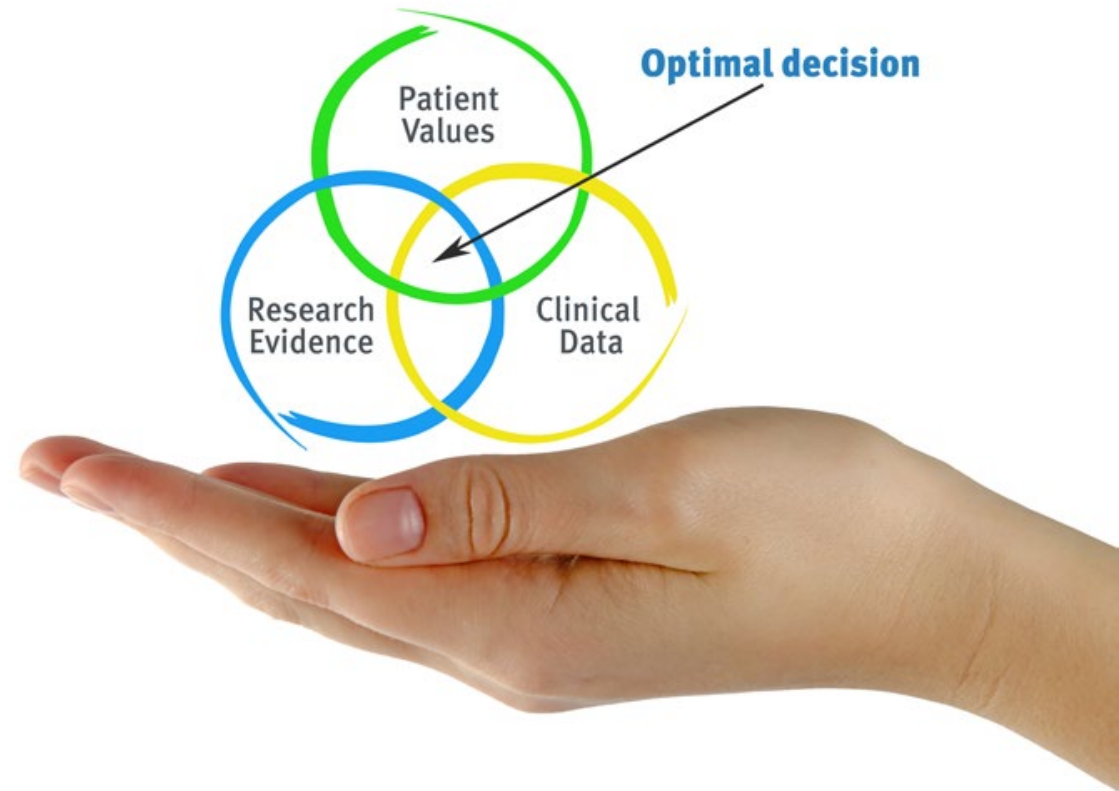 Optimal decision
Patient
Values
Research
Evidence
Clinical
Data